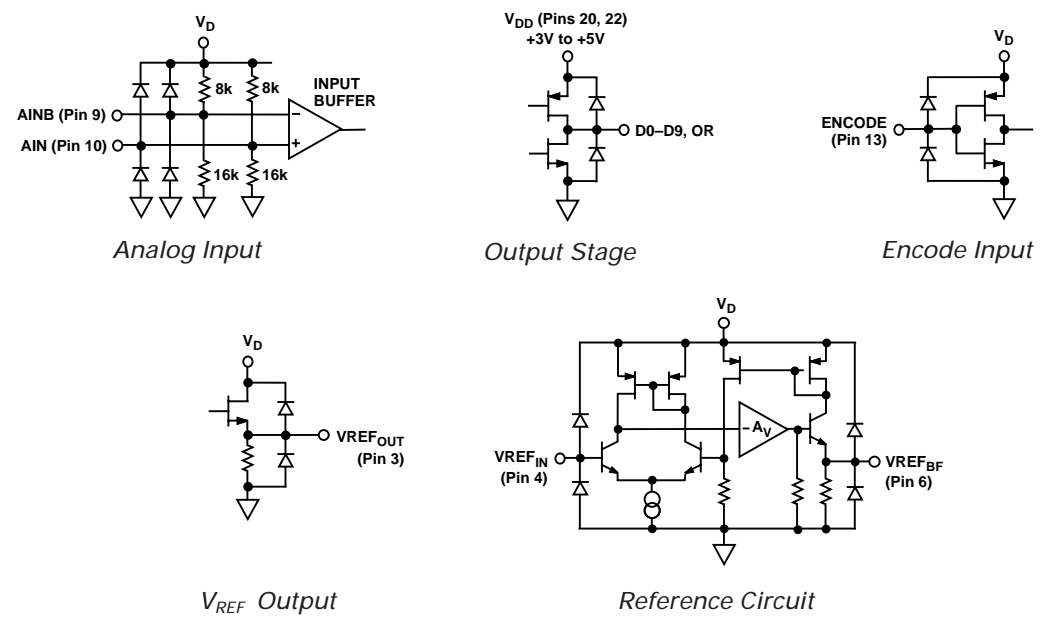 V_D
8k
8k
INPUT
BUFFER
AINB (Pin 9)
AIN (Pin 10)
−
+
16k
16k
Analog Input
V_DD (Pins 20, 22)
+3V to +5V
D0–D9, OR
Output Stage
V_D
ENCODE
(Pin 13)
Encode Input
V_D
VREF_OUT
(Pin 3)
V_REF Output
V_D
−A_V
VREF_IN
(Pin 4)
VREF_BF
(Pin 6)
Reference Circuit